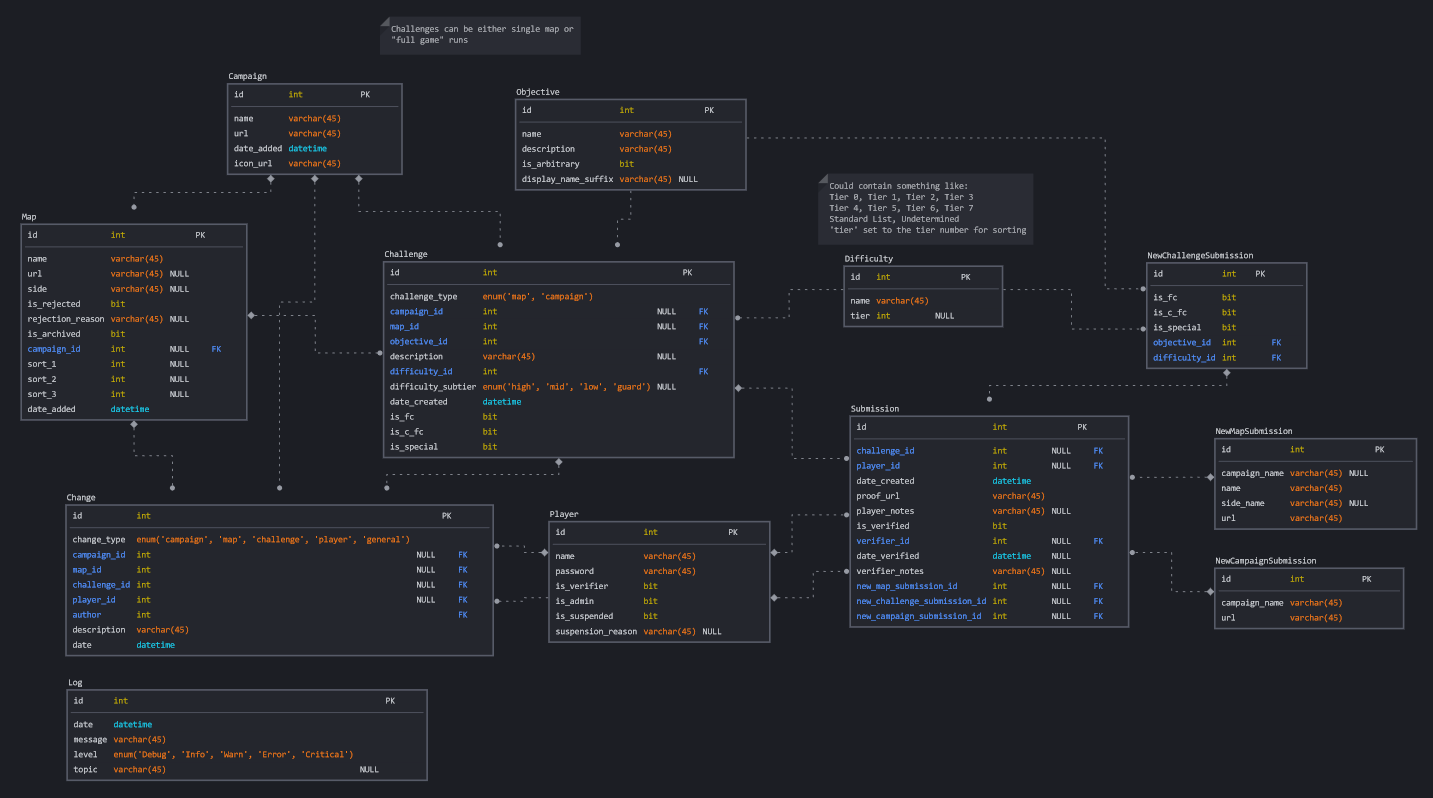 Challenges can be either single map or
"full game" runs
Campaign
id int PK
name varchar(45)
url varchar(45)
date_added datetime
icon_url varchar(45)
Objective
id int PK
name varchar(45)
description varchar(45)
is_arbitrary bit
display_name_suffix varchar(45) NULL
Could contain something like:
Tier 0, Tier 1, Tier 2, Tier 3
Tier 4, Tier 5, Tier 6, Tier 7
Standard List, Undetermined
'tier' set to the tier number for sorting
Map
id int PK
name varchar(45)
url varchar(45) NULL
side varchar(45) NULL
is_rejected bit
rejection_reason varchar(45) NULL
is_archived bit
campaign_id int NULL FK
sort_1 int NULL
sort_2 int NULL
sort_3 int NULL
date_added datetime
Challenge
id int PK
challenge_type enum('map', 'campaign')
campaign_id int NULL FK
map_id int NULL FK
objective_id int FK
description varchar(45) NULL
difficulty_id int FK
difficulty_subtier enum('high', 'mid', 'low', 'guard') NULL
date_created datetime
is_fc bit
is_c_fc bit
is_special bit
Difficulty
id int PK
name varchar(45)
tier int NULL
NewChallengeSubmission
id int PK
is_fc bit
is_c_fc bit
is_special bit
objective_id int FK
difficulty_id int FK
Submission
id int PK
challenge_id int NULL FK
player_id int NULL FK
date_created datetime
proof_url varchar(45)
player_notes varchar(45) NULL
is_verified bit
verifier_id int NULL FK
date_verified datetime NULL
verifier_notes varchar(45) NULL
new_map_submission_id int NULL FK
new_challenge_submission_id int NULL FK
new_campaign_submission_id int NULL FK
NewMapSubmission
id int PK
campaign_name varchar(45) NULL
name varchar(45)
side_name varchar(45) NULL
url varchar(45)
NewCampaignSubmission
id int PK
campaign_name varchar(45)
url varchar(45)
Change
id int PK
change_type enum('campaign', 'map', 'challenge', 'player', 'general')
campaign_id int NULL FK
map_id int NULL FK
challenge_id int NULL FK
player_id int NULL FK
author int FK
description varchar(45)
date datetime
Player
id int PK
name varchar(45)
password varchar(45)
is_verifier bit
is_admin bit
is_suspended bit
suspension_reason varchar(45) NULL
Log
id int PK
date datetime
message varchar(45)
level enum('Debug', 'Info', 'Warn', 'Error', 'Critical')
topic varchar(45) NULL